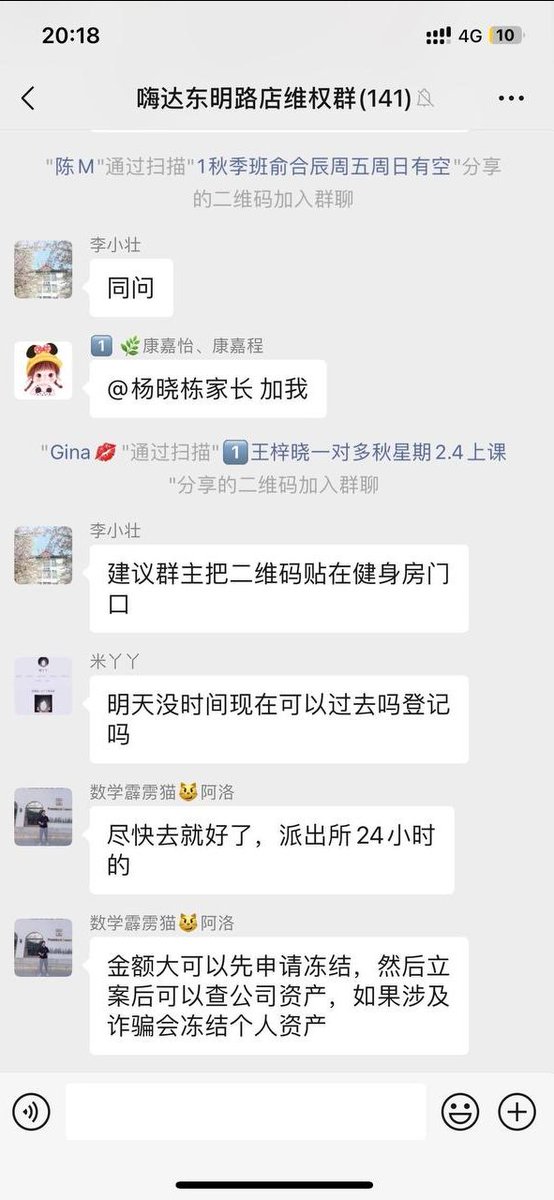 20:18
4G
10
嗨达东明路店维权群(141)
"陈M"通过扫描"1秋季班俞合辰周五周日有空"分享
的二维码加入群聊
李小壮
同问
1 康嘉怡、康嘉程
@杨晓栋家长 加我
"Gina💋"通过扫描"1️⃣王梓晓一对多秋星期2.4上课
"分享的二维码加入群聊
李小壮
建议群主把二维码贴在健身房门
口
米丫丫
明天没时间现在可以过去吗登记
吗
数学霹雳猫😼阿洛
尽快去就好了，派出所24小时
的
数学霹雳猫😼阿洛
金额大可以先申请冻结，然后立
案后可以查公司资产，如果涉及
诈骗会冻结个人资产